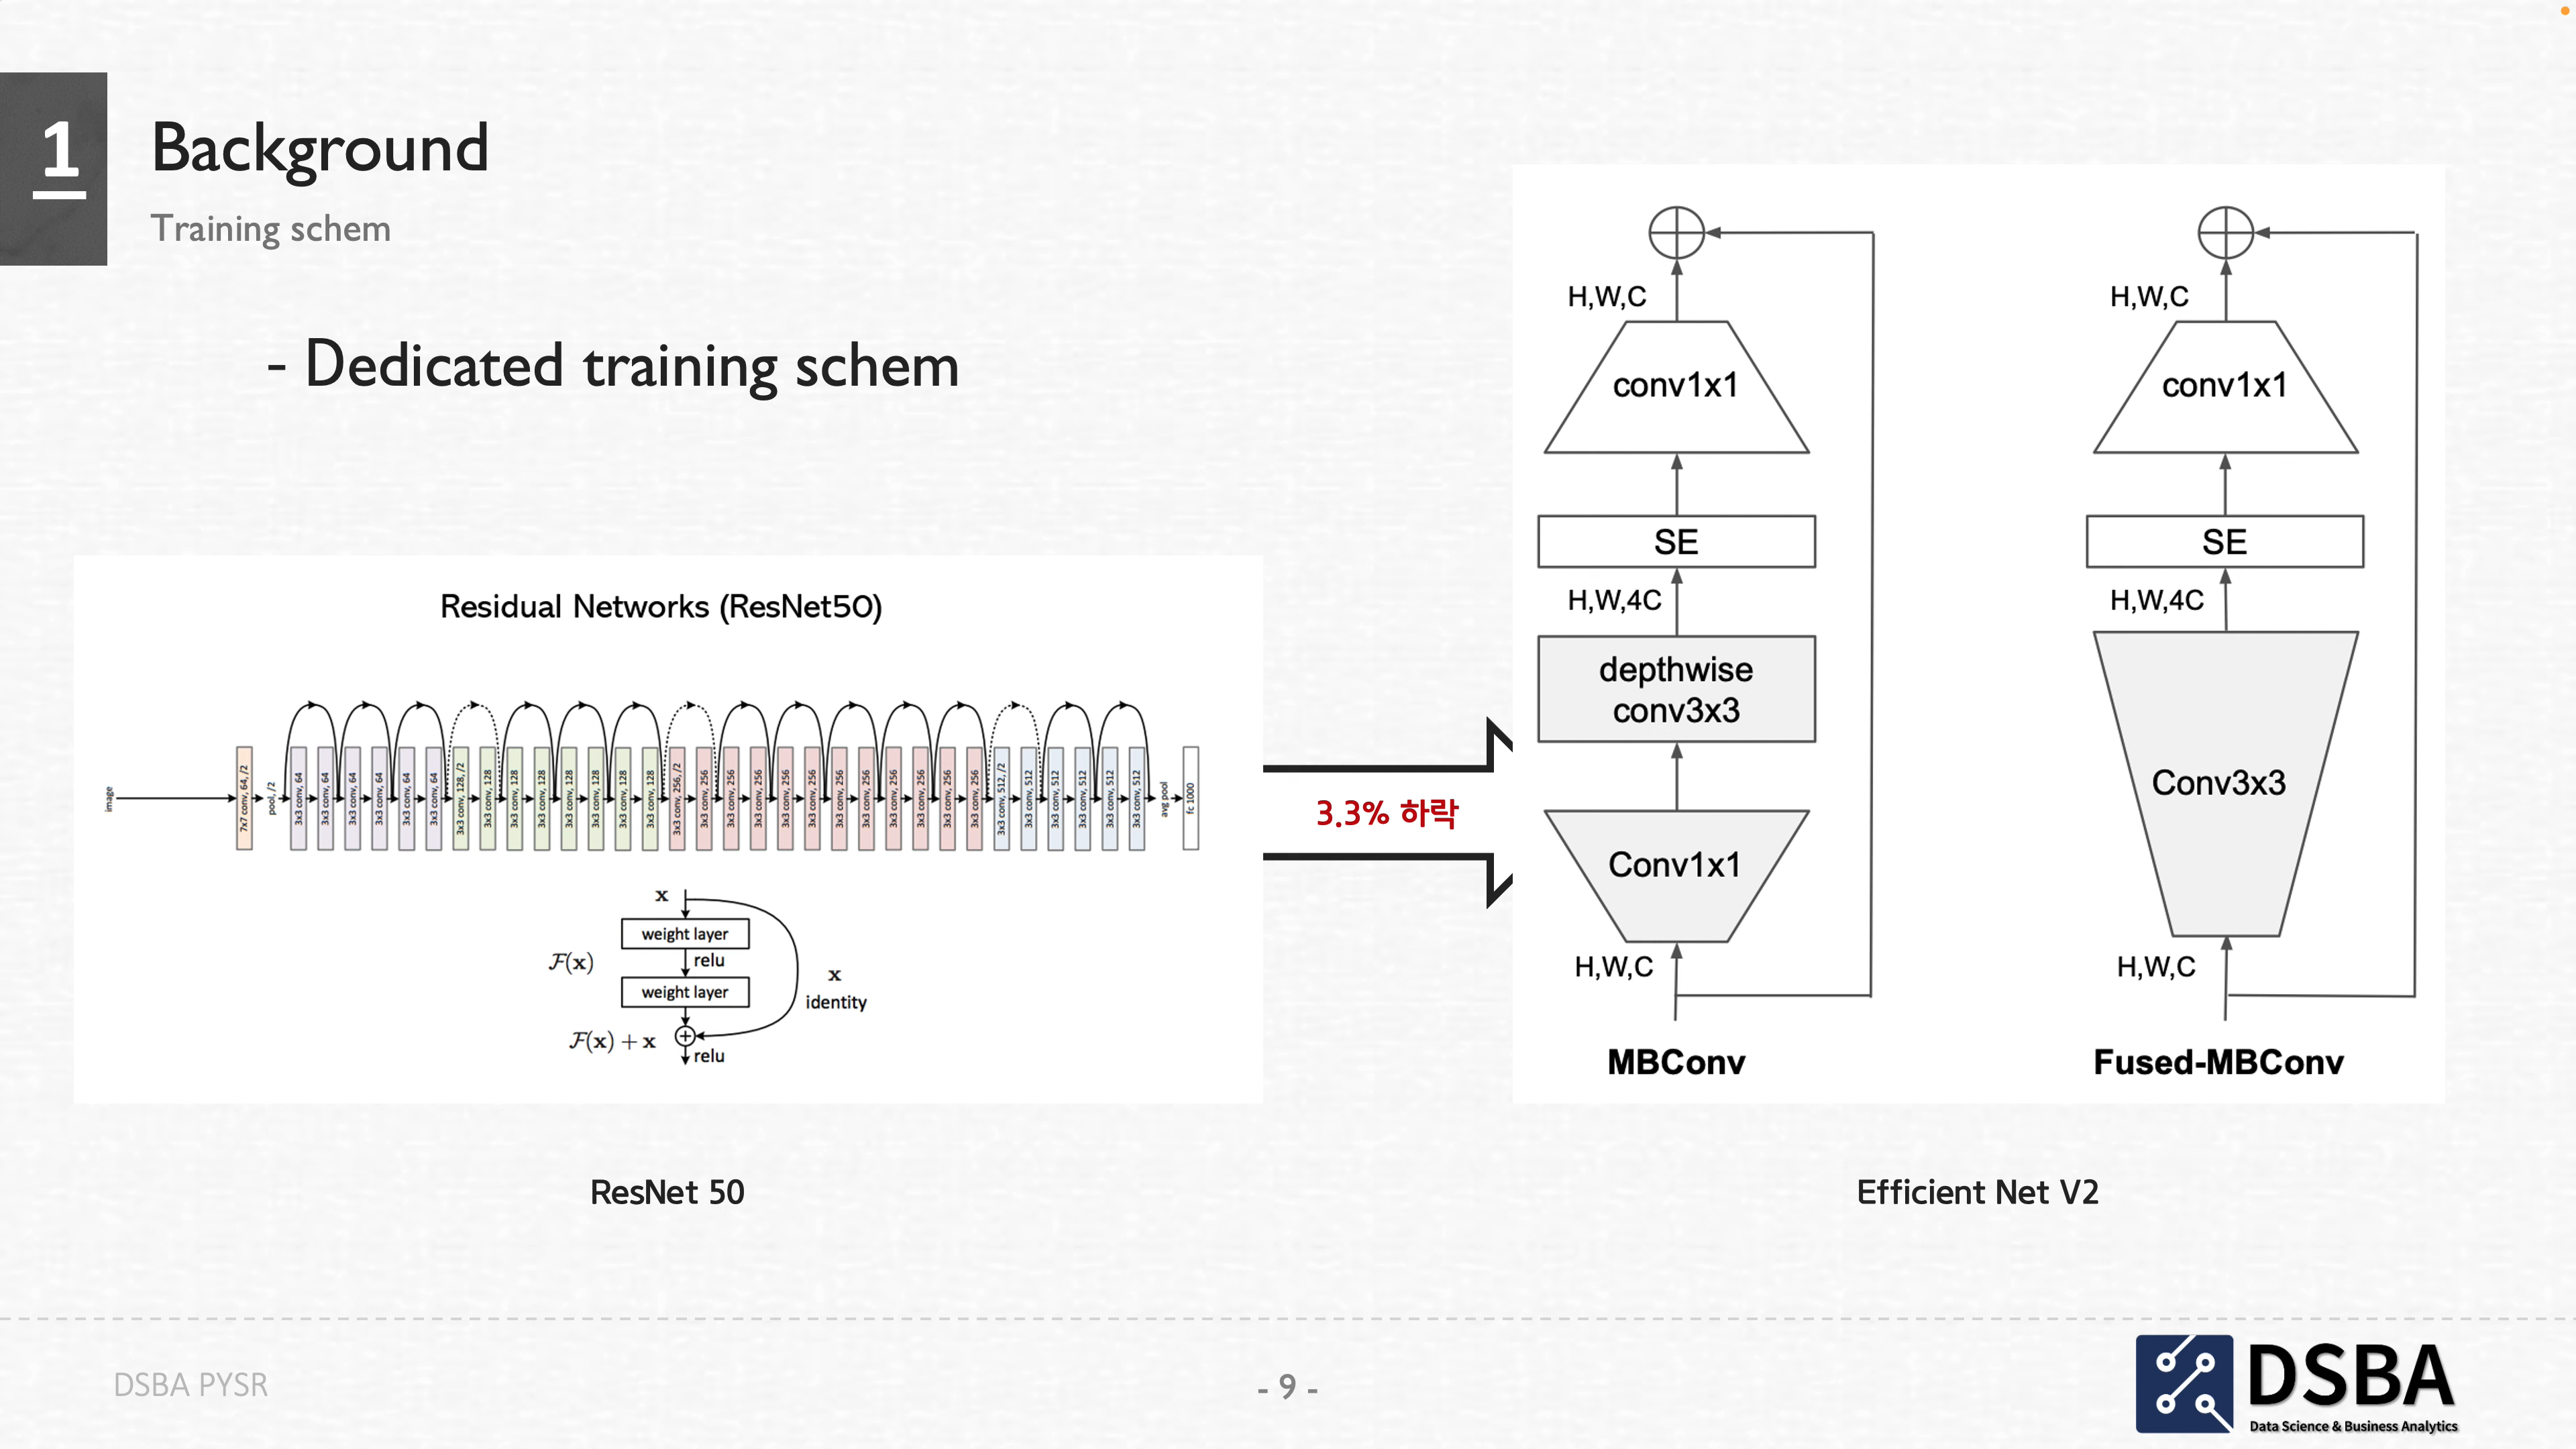 1
Background
Training schem
- Dedicated training schem
Residual Networks (ResNet50)
image
7x7 conv, 64, /2
pool, /2
3x3 conv, 64
3x3 conv, 64
3x3 conv, 64
3x3 conv, 64
3x3 conv, 64
3x3 conv, 64
3x3 conv, 128, /2
3x3 conv, 128
3x3 conv, 128
3x3 conv, 128
3x3 conv, 128
3x3 conv, 128
3x3 conv, 128
3x3 conv, 128
3x3 conv, 256, /2
3x3 conv, 256
3x3 conv, 256
3x3 conv, 256
3x3 conv, 256
3x3 conv, 256
3x3 conv, 256
3x3 conv, 256
3x3 conv, 256
3x3 conv, 256
3x3 conv, 256
3x3 conv, 256
3x3 conv, 512, /2
3x3 conv, 512
3x3 conv, 512
3x3 conv, 512
3x3 conv, 512
3x3 conv, 512
avg pool
fc 1000
x
weight layer
F(x)
relu
weight layer
x
identity
F(x) + x
relu
ResNet 50
3.3% 하락
H,W,C
conv1x1
SE
H,W,4C
depthwise
conv3x3
Conv1x1
H,W,C
MBConv
H,W,C
conv1x1
SE
H,W,4C
Conv3x3
H,W,C
Fused-MBConv
Efficient Net V2
DSBA PYSR
- 9 -
DSBA
Data Science & Business Analytics